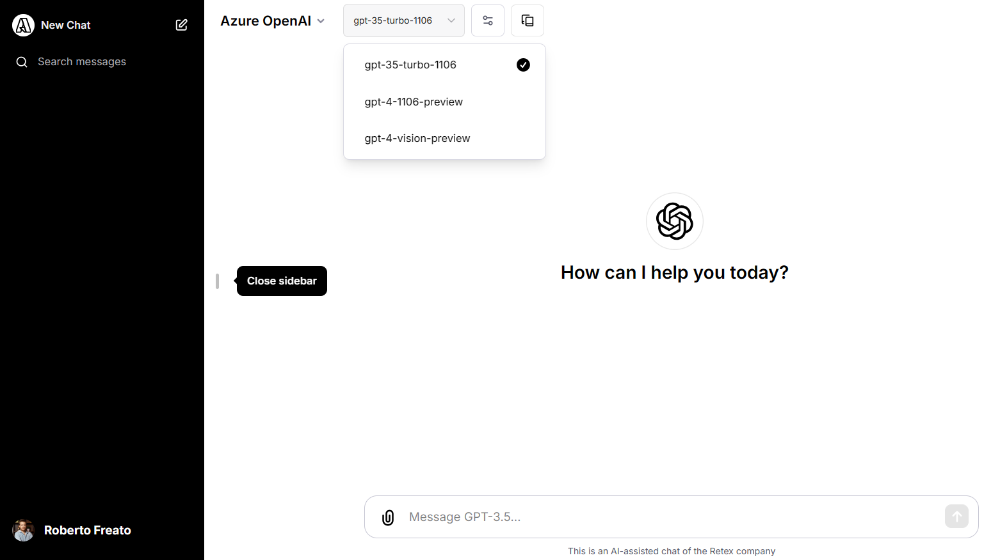 New Chat
Search messages
Azure OpenAI
gpt-35-turbo-1106
gpt-35-turbo-1106
gpt-4-1106-preview
gpt-4-vision-preview
Close sidebar
How can I help you today?
Roberto Freato
Message GPT-3.5...
This is an AI-assisted chat of the Retex company